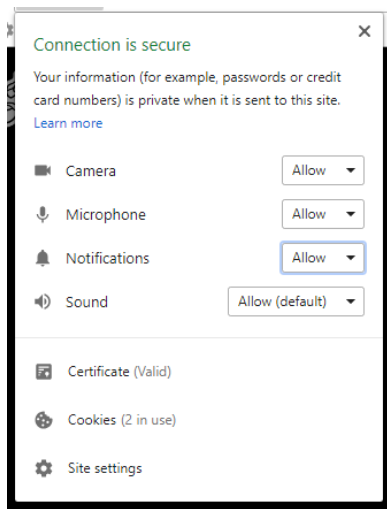 Connection is secure
Your information (for example, passwords or credit
card numbers) is private when it is sent to this site.
Learn more
Camera Allow
Microphone Allow
Notifications Allow
Sound Allow (default)
Certificate (Valid)
Cookies (2 in use)
Site settings